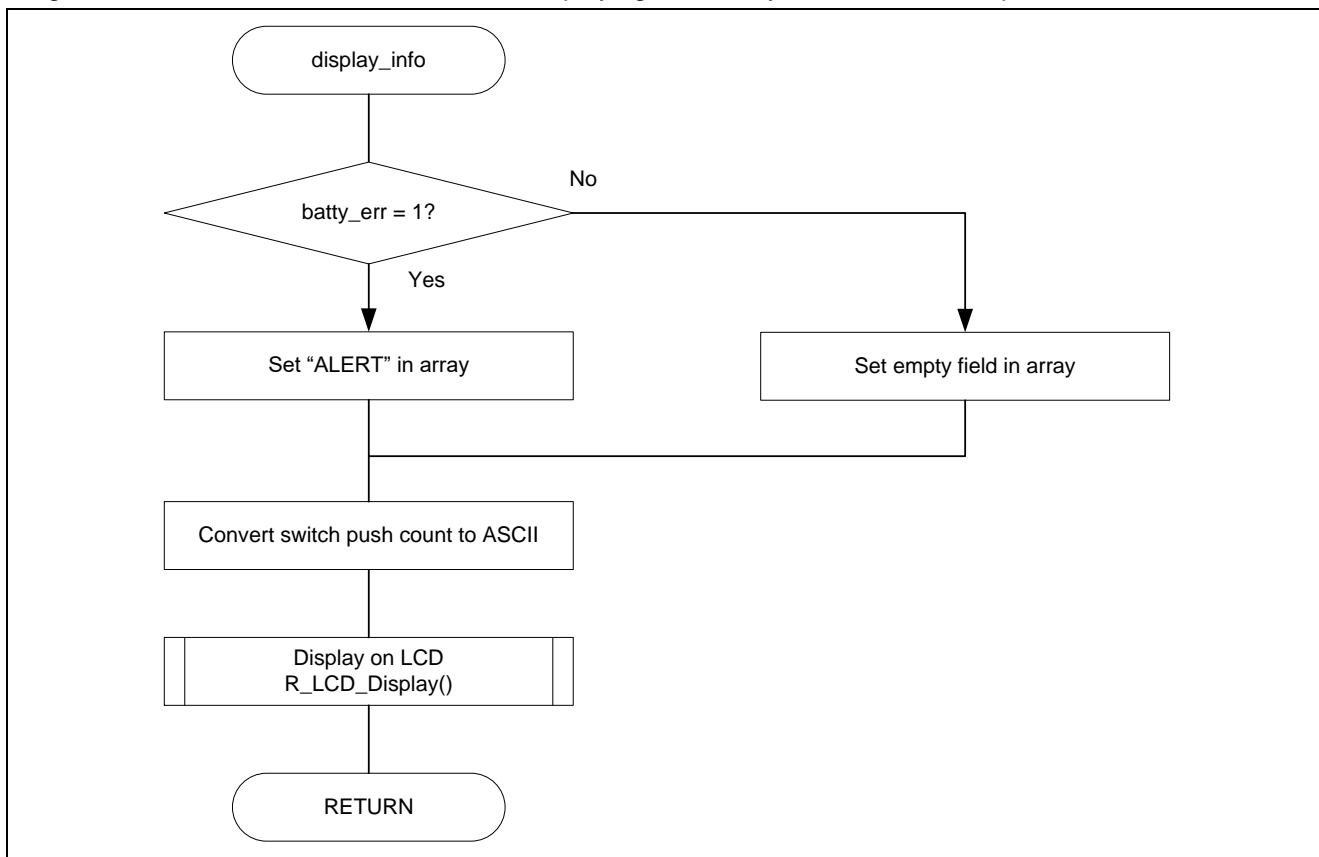 display_info
batty_err = 1?
No
Yes
Set “ALERT” in array
Set empty field in array
Convert switch push count to ASCII
Display on LCD
R_LCD_Display()
RETURN